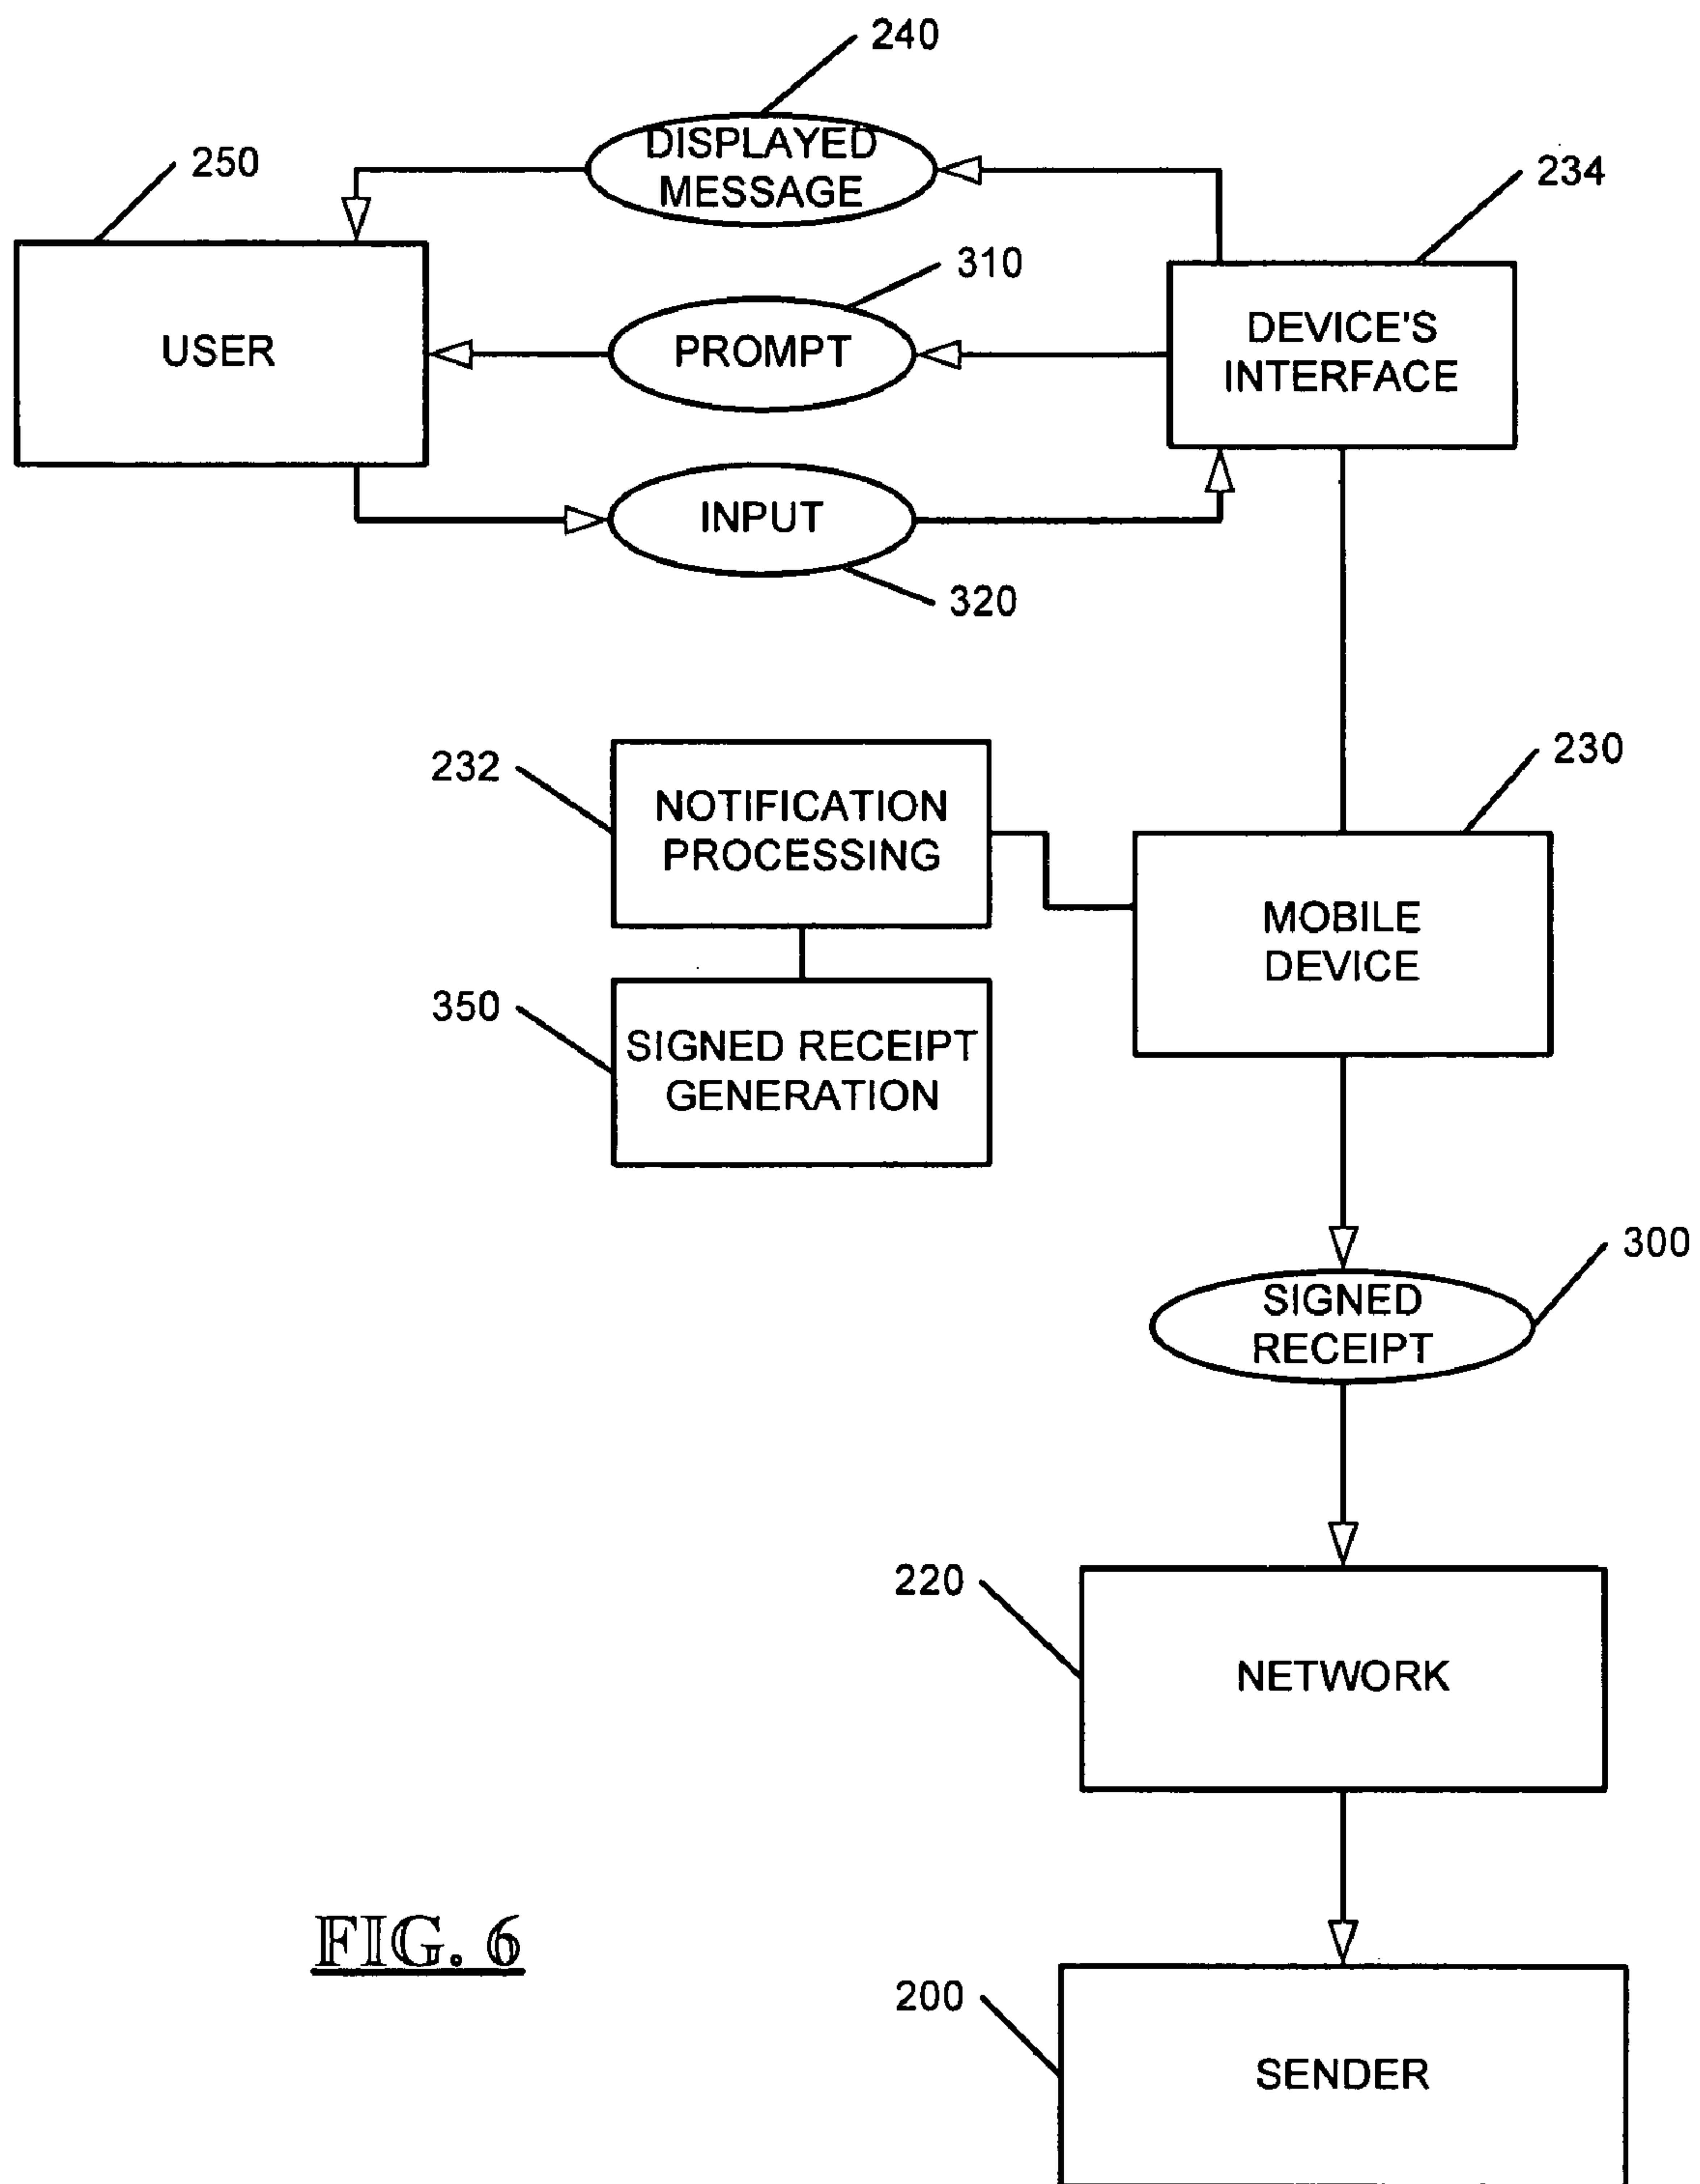 240
DISPLAYED
MESSAGE
250
234
310
USER
PROMPT
DEVICE'S
INTERFACE
INPUT
320
232
NOTIFICATION
PROCESSING
230
MOBILE
DEVICE
350
SIGNED RECEIPT
GENERATION
300
SIGNED
RECEIPT
220
NETWORK
FIG. 6
200
SENDER